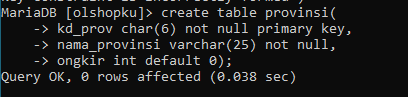 MariaDB [olshopku]> create table provinsi(
    -> kd_prov char(6) not null primary key,
    -> nama_provinsi varchar(25) not null,
    -> ongkir int default 0);
Query OK, 0 rows affected (0.038 sec)